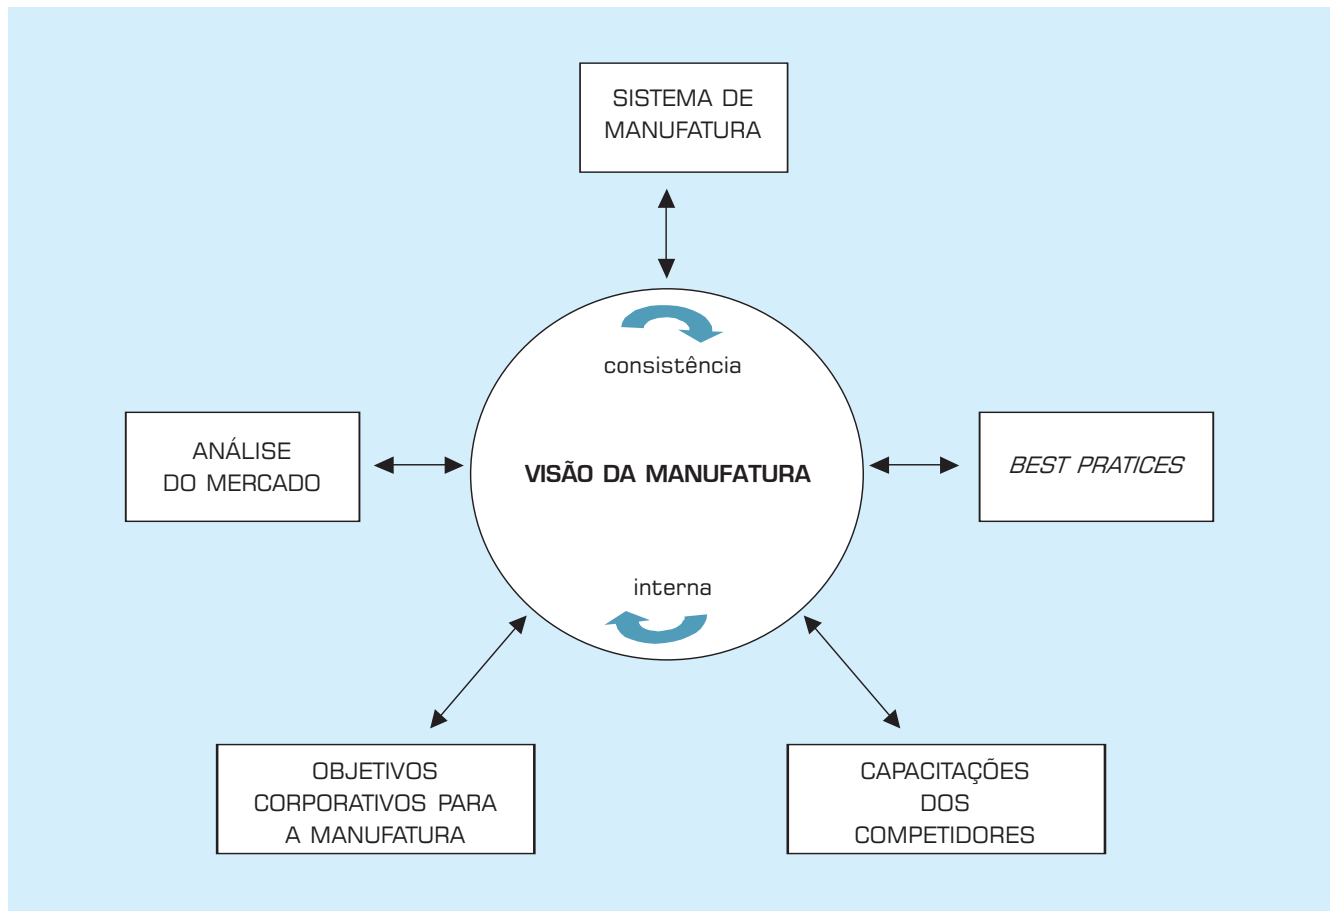 SISTEMA DE
MANUFATURA
consistência
ANÁLISE
DO MERCADO
VISÃO DA MANUFATURA
BEST PRATICES
interna
OBJETIVOS
CORPORATIVOS PARA
A MANUFATURA
CAPACITAÇÕES
DOS
COMPETIDORES